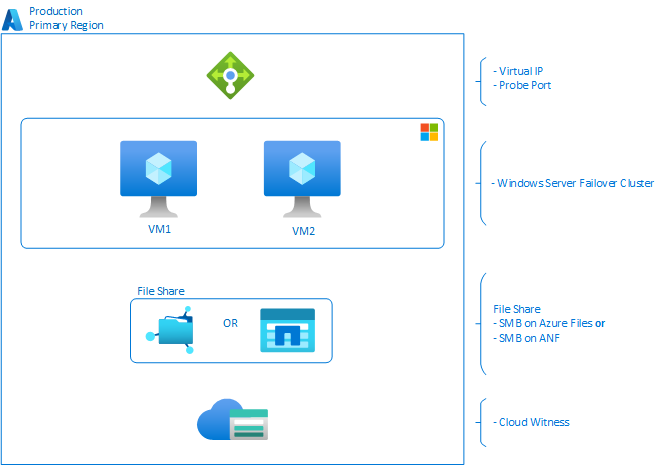 Production
Primary Region
- Virtual IP
- Probe Port
- Windows Server Failover Cluster
VM1
VM2
File Share
OR
File Share
- SMB on Azure Files or
- SMB on ANF
- Cloud Witness